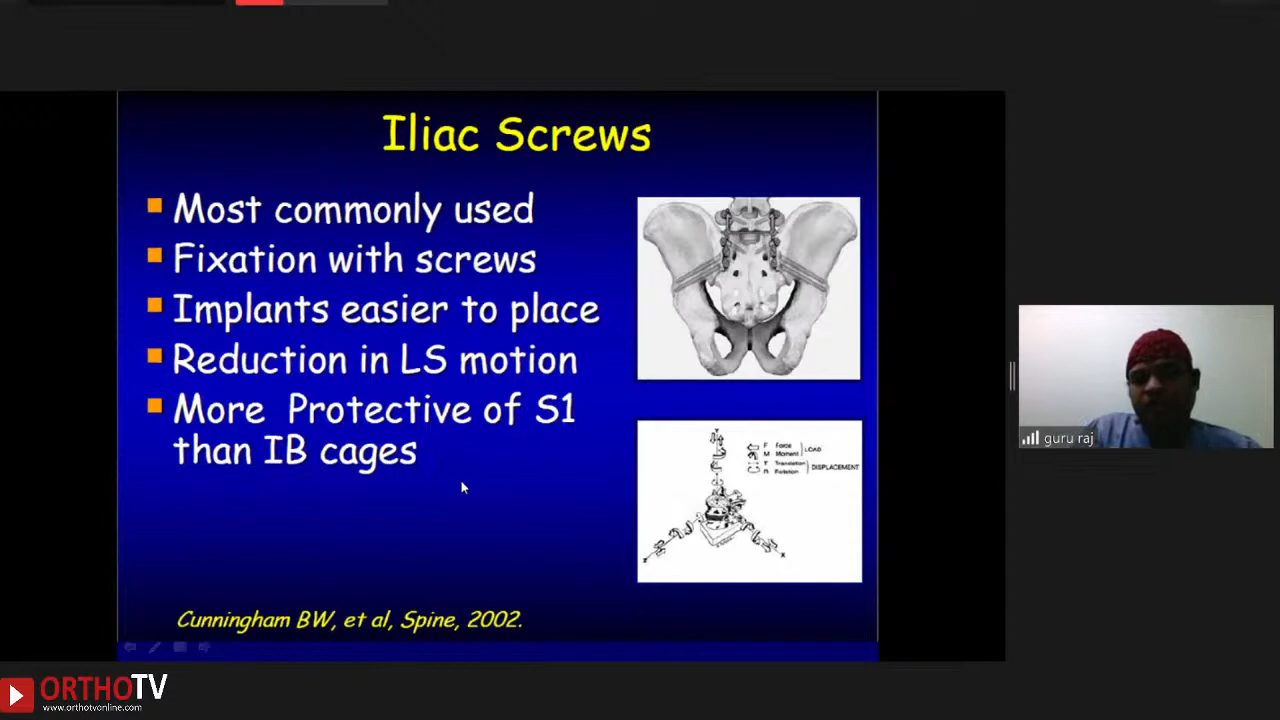 Iliac Screws
Most commonly used
Fixation with screws
Implants easier to place
Reduction in LS motion
More Protective of S1
than IB cages
F Force
M Moment
LOAD
T Translation
R Rotation
DISPLACEMENT
Y
Z
X
Cunningham BW, et al, Spine, 2002.
guru raj
ORTHOTV
www.orthotvonline.com